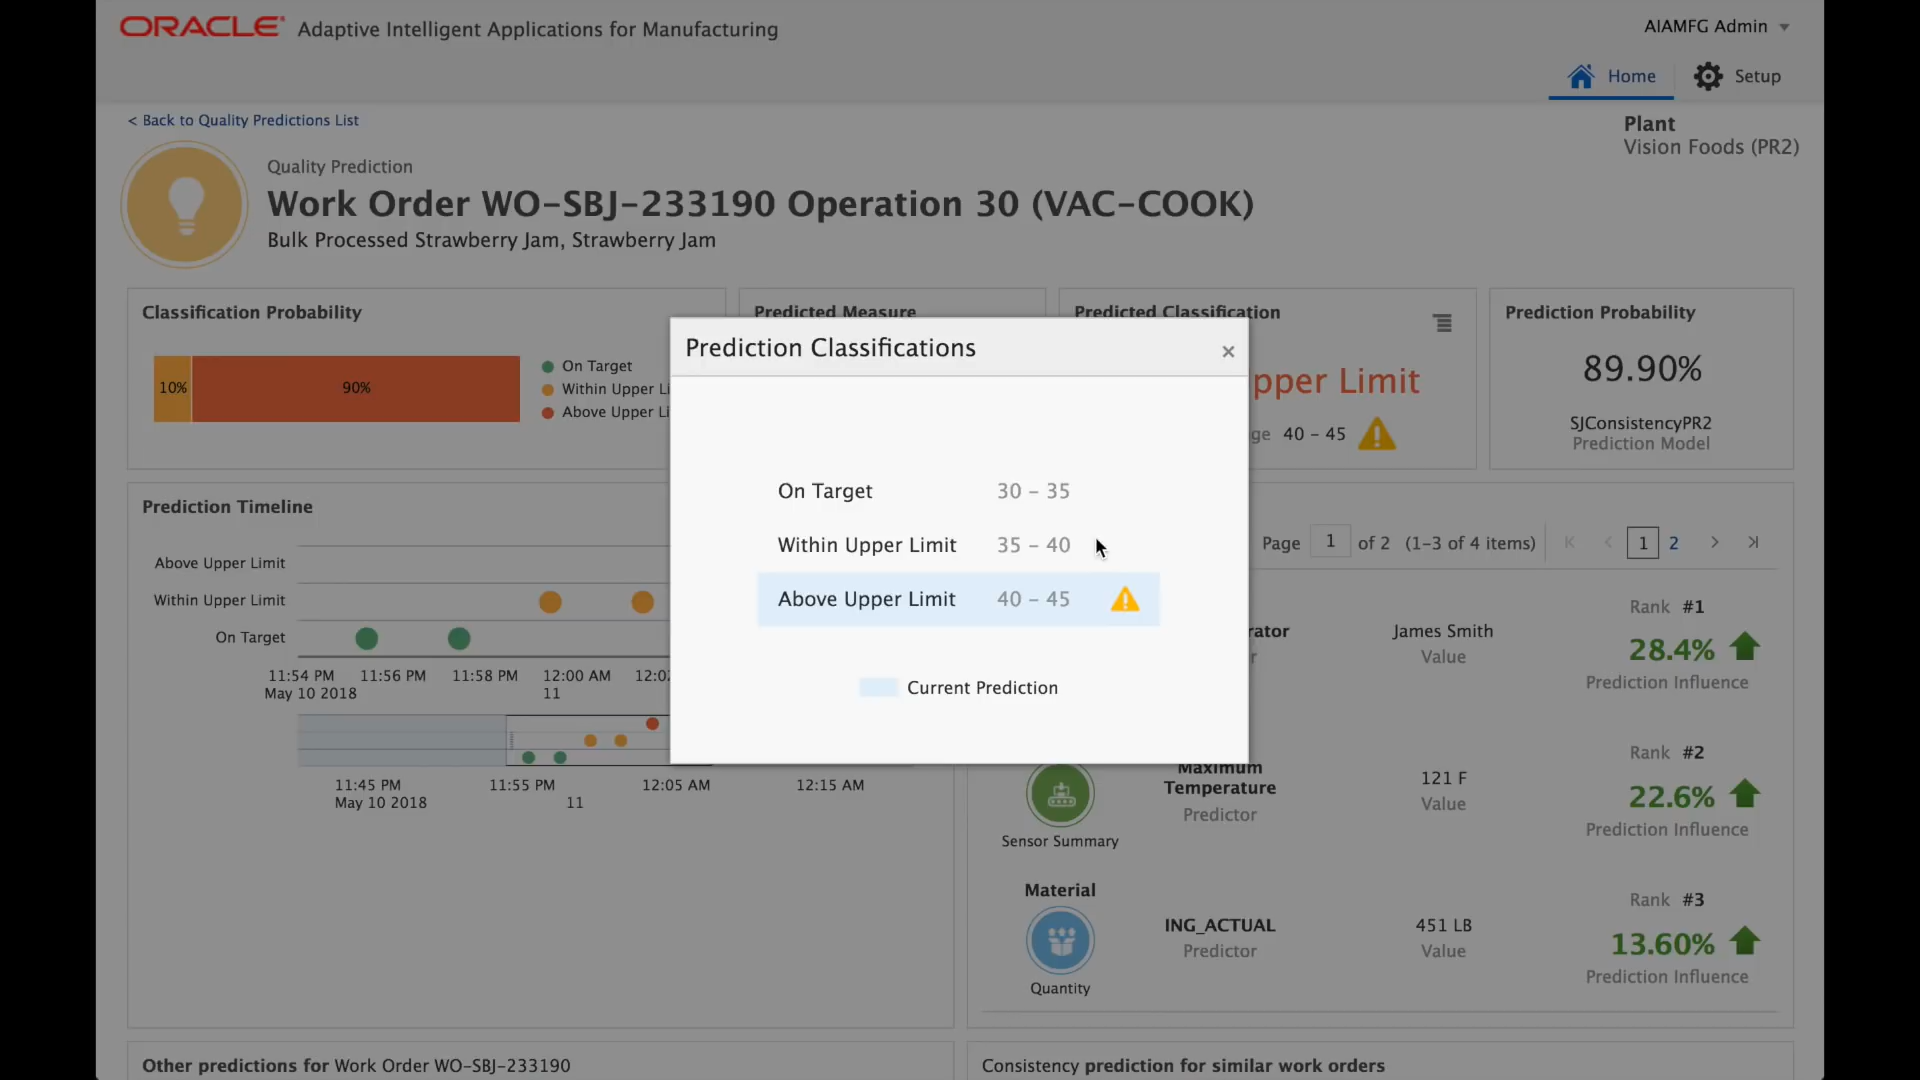 ORACLE Adaptive Intelligent Applications for Manufacturing
AIAMFG Admin
Home
Setup
< Back to Quality Predictions List
Plant
Vision Foods (PR2)
Quality Prediction
Work Order WO-SBJ-233190 Operation 30 (VAC-COOK)
Bulk Processed Strawberry Jam, Strawberry Jam
Classification Probability
10%
90%
On Target
Within Upper Li
Above Upper Li
Predicted Measure
Predicted Classification
pper Limit
ge 40 – 45
Prediction Probability
89.90%
SJConsistencyPR2
Prediction Model
Prediction Classifications
×
On Target 30 – 35
Within Upper Limit 35 – 40
Above Upper Limit 40 – 45
Current Prediction
Prediction Timeline
Above Upper Limit
Within Upper Limit
On Target
11:54 PM 11:56 PM 11:58 PM 12:00 AM 12:02
May 10 2018 11
11:45 PM 11:55 PM 12:05 AM 12:15 AM
May 10 2018 11
Page 1 of 2 (1-3 of 4 items) 1 2
rator
r
James Smith
Value
Rank #1
28.4%
Prediction Influence
Sensor Summary
Maximum
Temperature
Predictor
121 F
Value
Rank #2
22.6%
Prediction Influence
Material
Quantity
ING_ACTUAL
Predictor
451 LB
Value
Rank #3
13.60%
Prediction Influence
Other predictions for Work Order WO-SBJ-233190
Consistency prediction for similar work orders